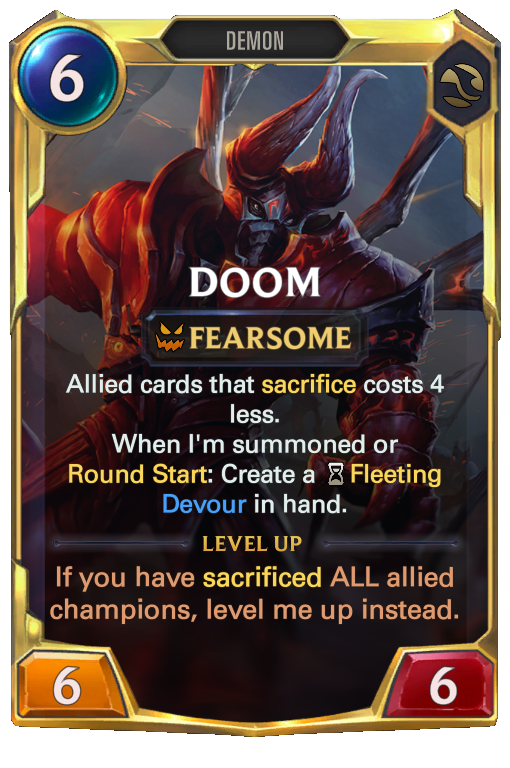 6
DEMON
DOOM
FEARSOME
Allied cards that sacrifice costs 4
less.
When I'm summoned or
Round Start: Create a Fleeting
Devour in hand.
LEVEL UP
If you have sacrificed ALL allied
champions, level me up instead.
6
6